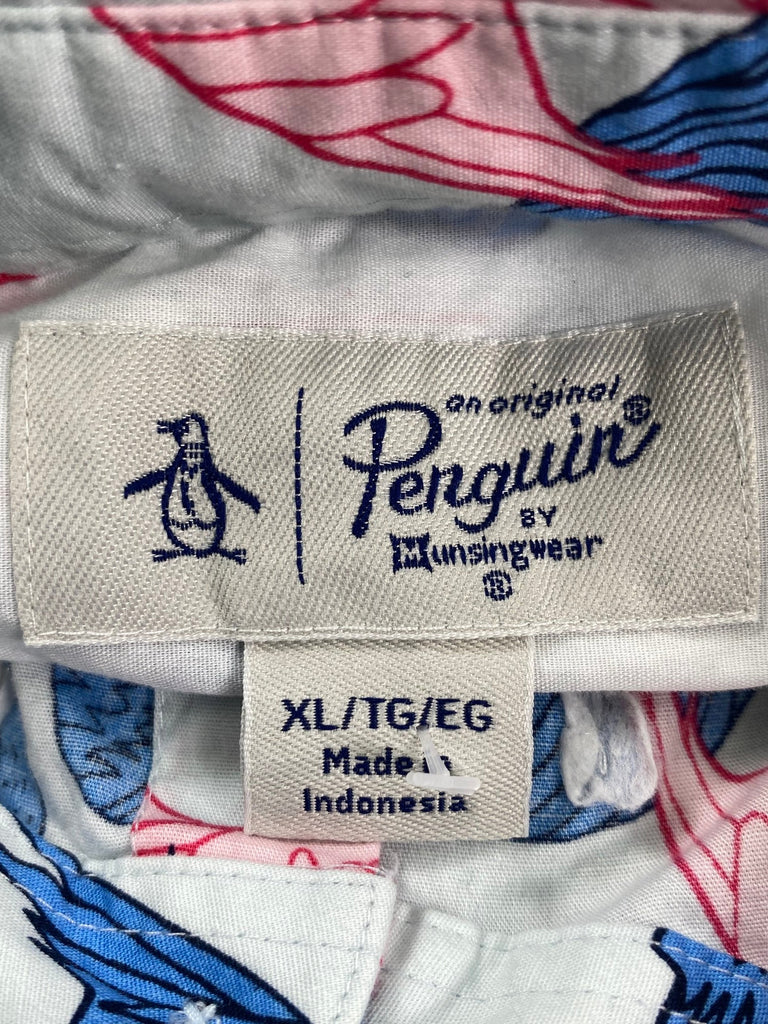 an original
Penguin®
BY
Munsingwear
®
XL/TG/EG
Made in
Indonesia